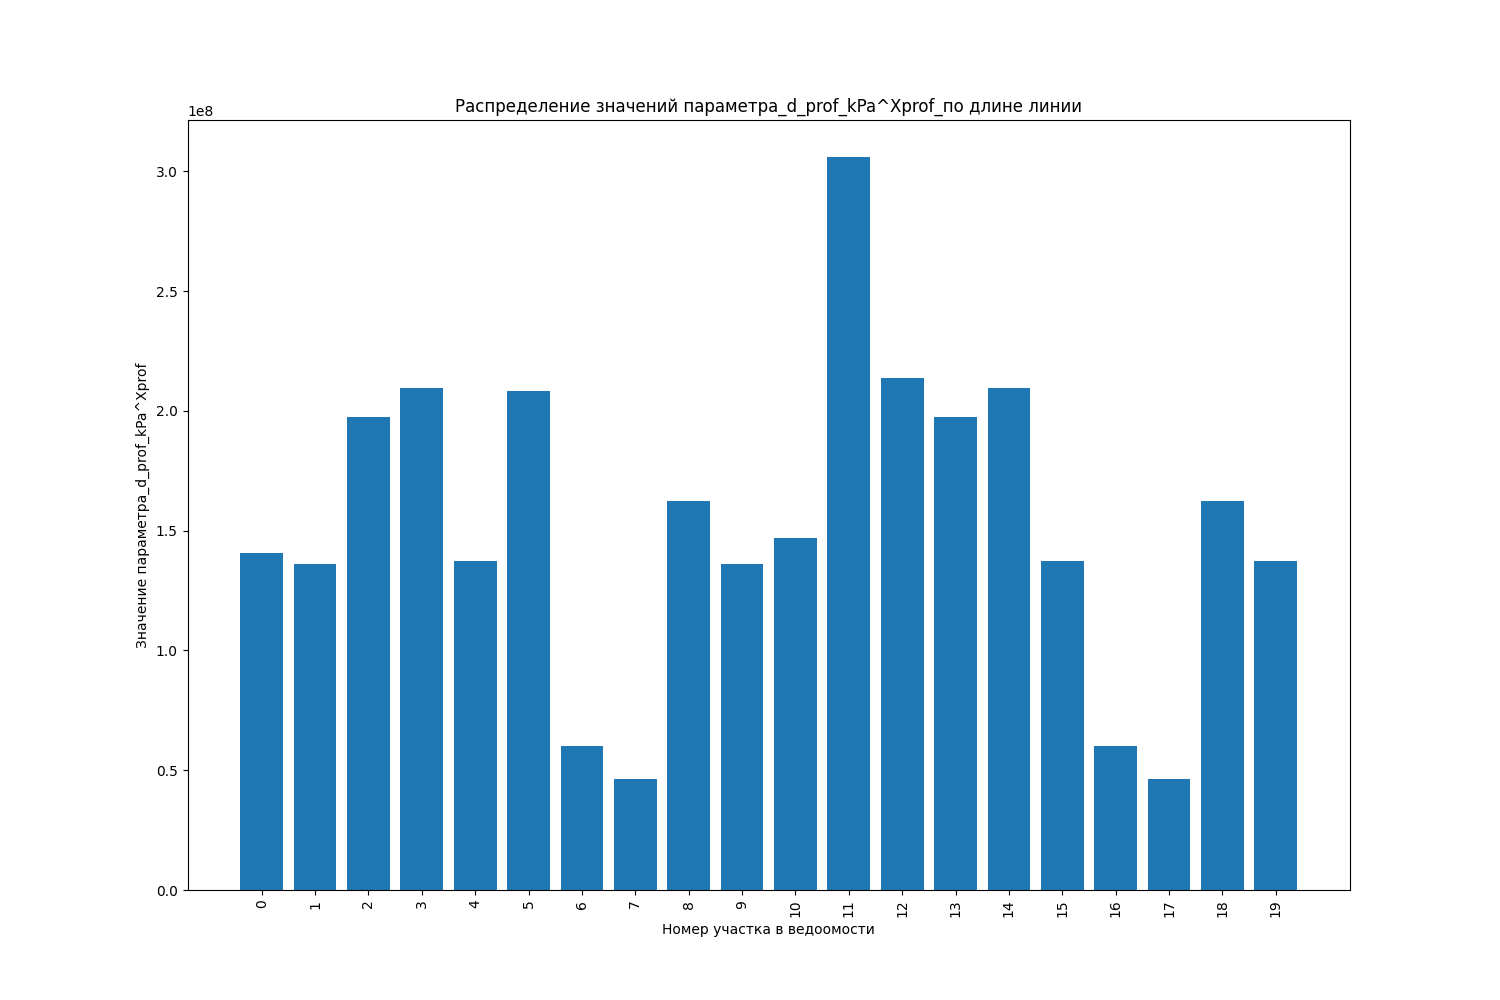 Распределение значений параметра_d_prof_kPa^Xprof_по длине линии
1e8
3.0
2.5
2.0
1.5
1.0
0.5
0.0
Значение параметра_d_prof_kPa^Xprof
0 1 2 3 4 5 6 7 8 9 10 11 12 13 14 15 16 17 18 19
Номер участка в ведоомости